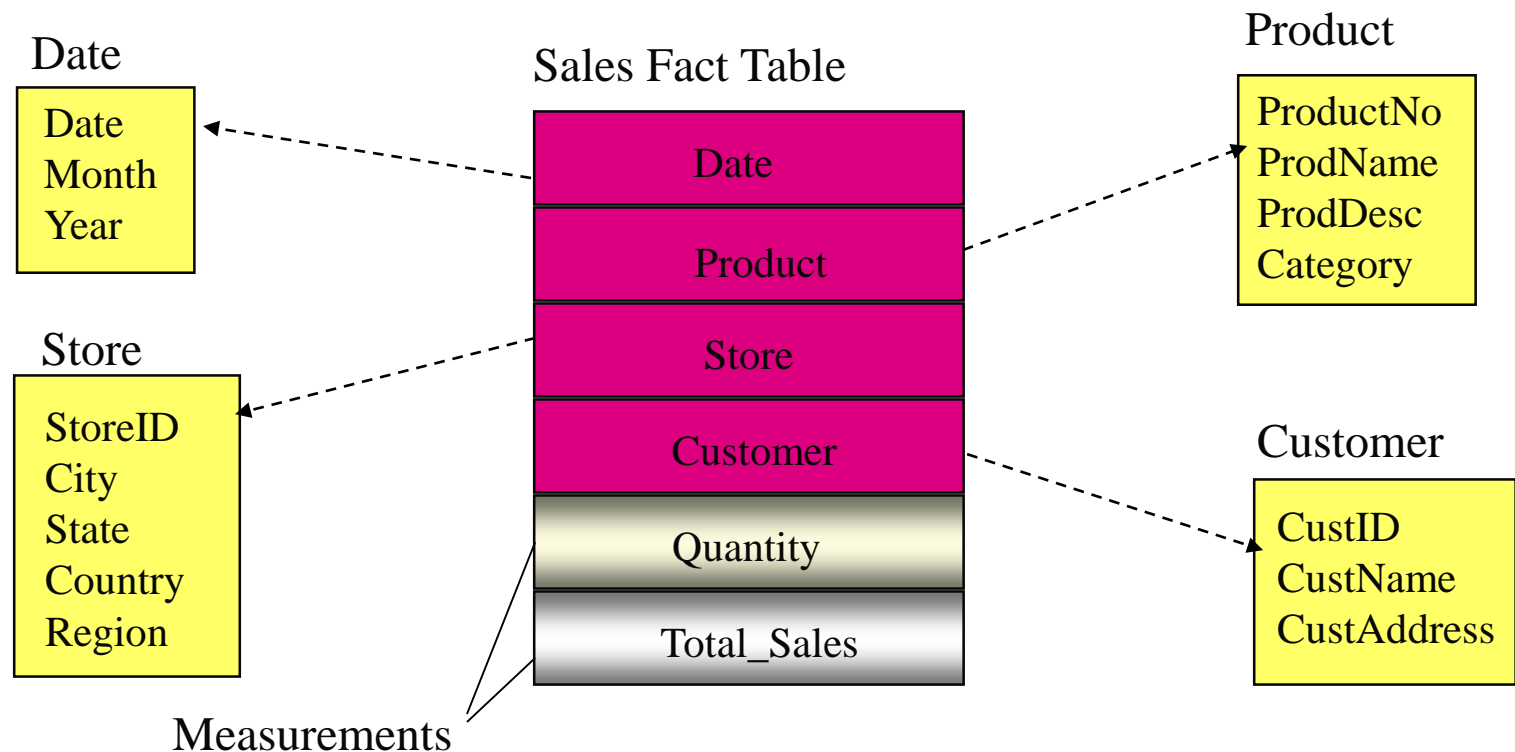 Date
Date
Month
Year
Store
StoreID
City
State
Country
Region
Sales Fact Table
Date
Product
Store
Customer
Quantity
Total_Sales
Measurements
Product
ProductNo
ProdName
ProdDesc
Category
Customer
CustID
CustName
CustAddress